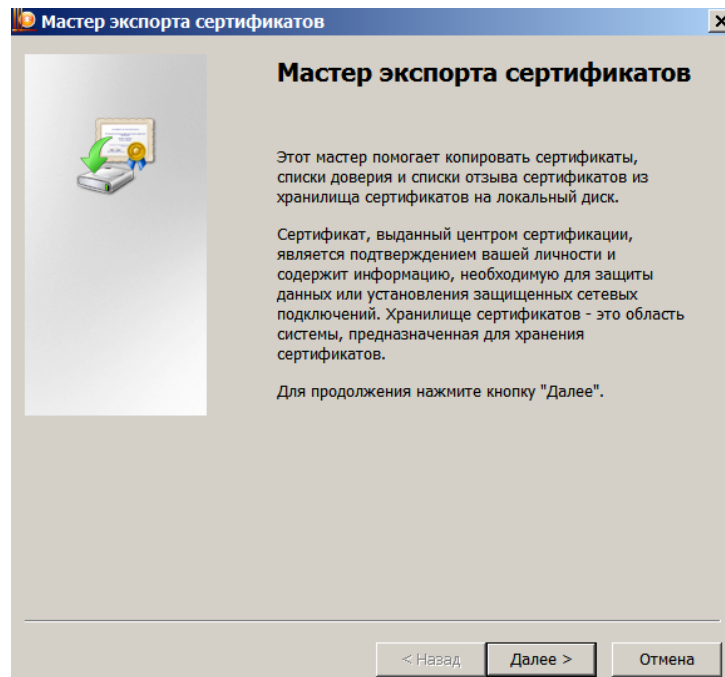 Мастер экспорта сертификатов
Мастер экспорта сертификатов
Этот мастер помогает копировать сертификаты,
списки доверия и списки отзыва сертификатов из
хранилища сертификатов на локальный диск.
Сертификат, выданный центром сертификации,
является подтверждением вашей личности и
содержит информацию, необходимую для защиты
данных или установления защищенных сетевых
подключений. Хранилище сертификатов - это область
системы, предназначенная для хранения
сертификатов.
Для продолжения нажмите кнопку "Далее".
< Назад
Далее >
Отмена